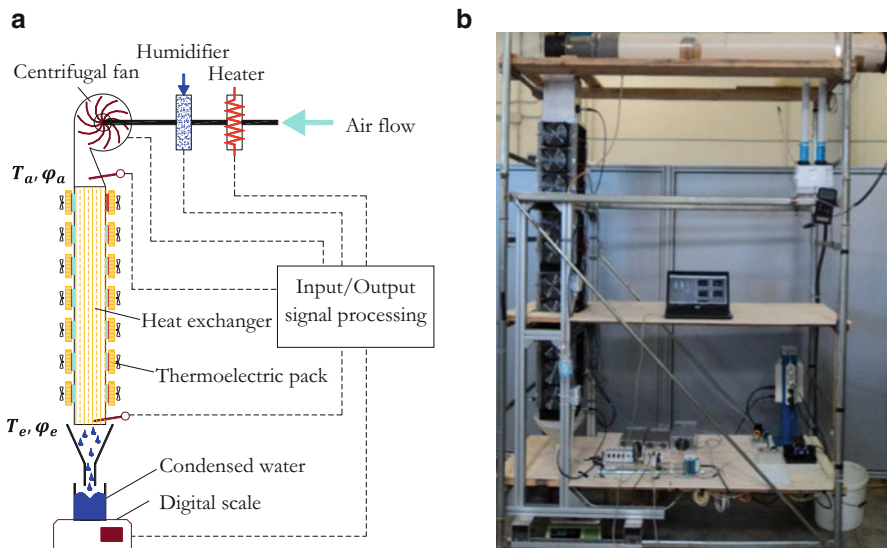 a
b
Humidifier
Centrifugal fan
Heater
Air flow
Tₐ, φₐ
Input/Output
signal processing
Heat exchanger
Thermoelectric pack
Tₑ, φₑ
Condensed water
Digital scale